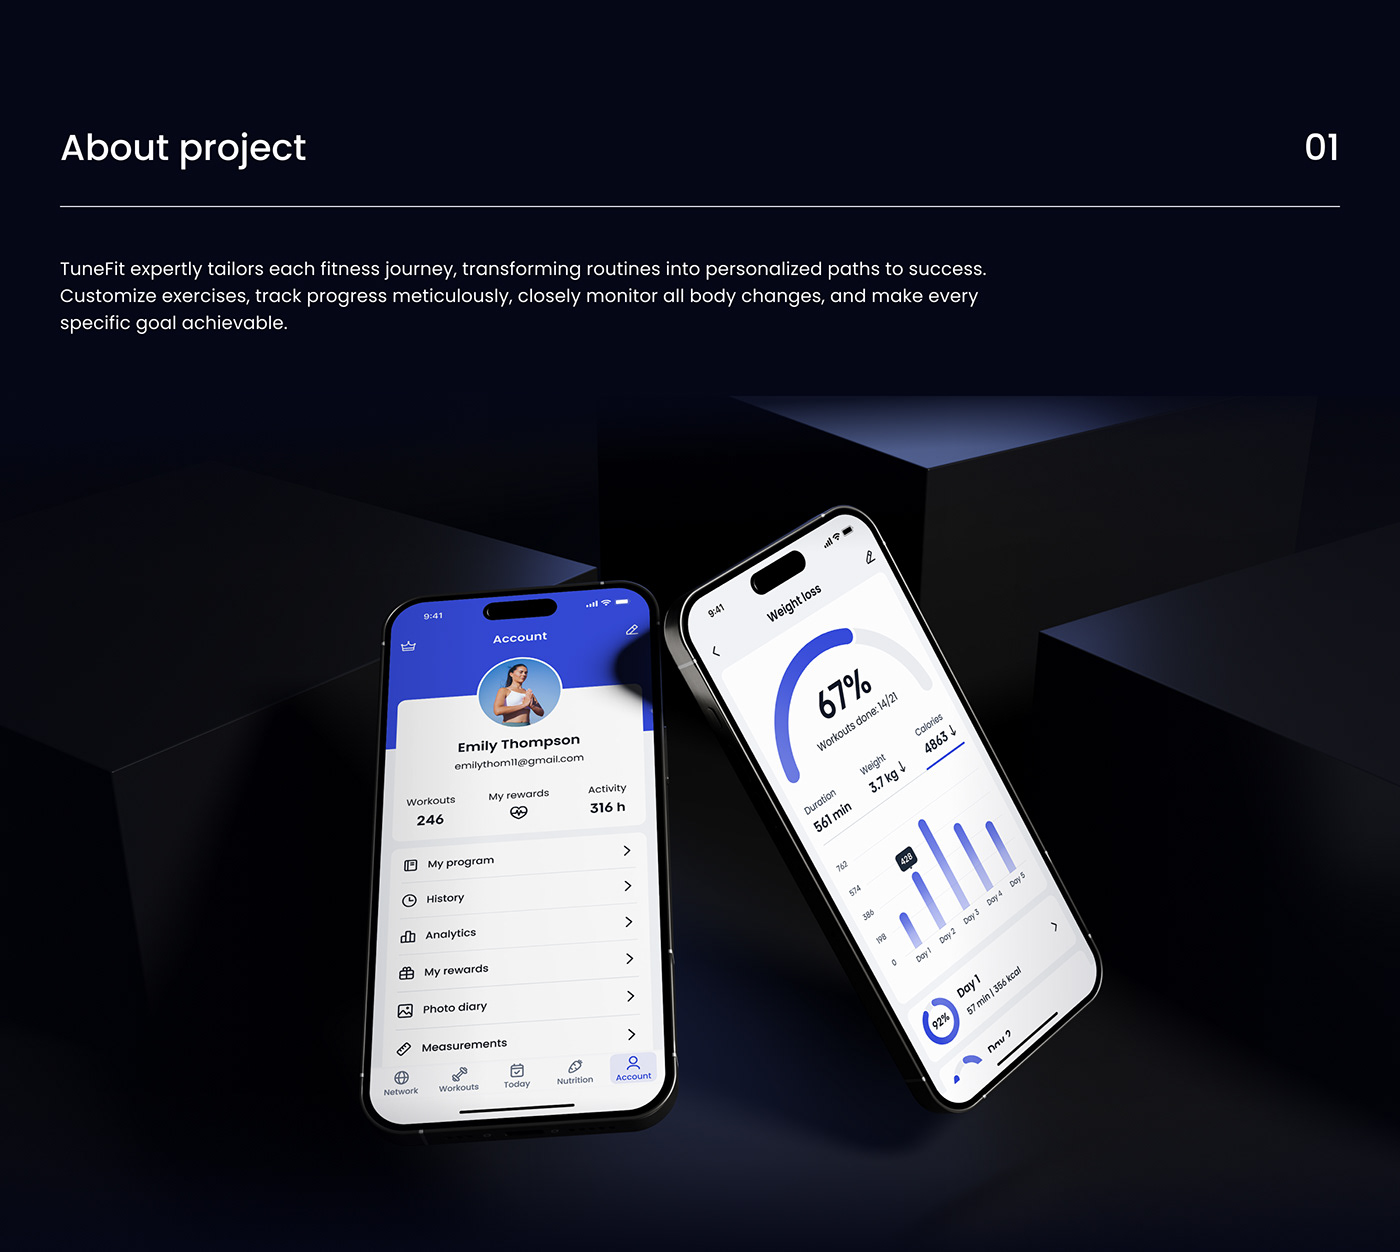 About project
01
TuneFit expertly tailors each fitness journey, transforming routines into personalized paths to success.
Customize exercises, track progress meticulously, closely monitor all body changes, and make every
specific goal achievable.
9:41
Account
Emily Thompson
emilythom11@gmail.com
Workouts
246
My rewards
Activity
316 h
My program
History
Analytics
My rewards
Photo diary
Measurements
Network
Workouts
Today
Nutrition
Account
9:41
Weight loss
67%
Workouts done: 14/21
Duration
561 min
Weight
3.7 kg ↓
Calories
4863 ↓
762
574
386
198
0
428
Day 1
Day 2
Day 3
Day 4
Day 5
92%
Day 1
57 min | 356 kcal
Day 2